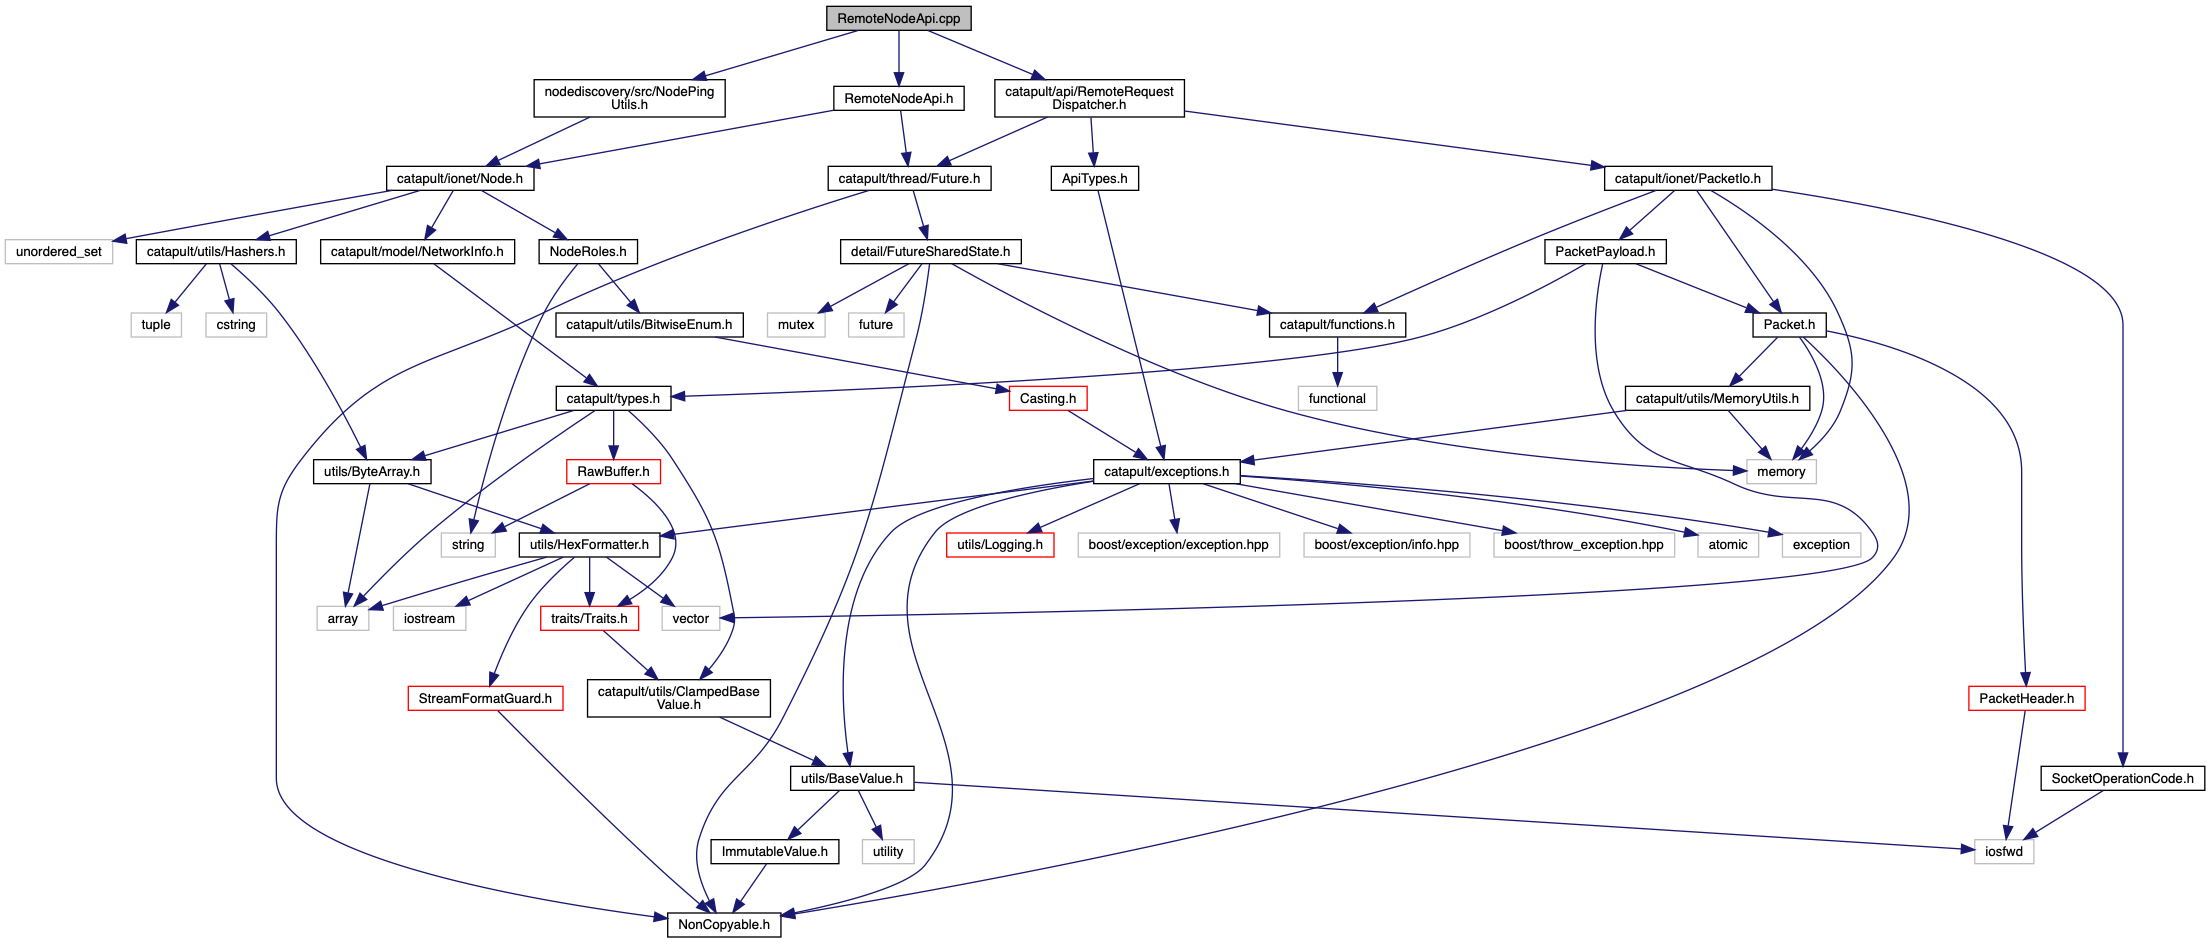 RemoteNodeApi.cpp
nodediscovery/src/NodePing
Utils.h
RemoteNodeApi.h
catapult/api/RemoteRequest
Dispatcher.h
catapult/ionet/Node.h
catapult/thread/Future.h
ApiTypes.h
catapult/ionet/PacketIo.h
unordered_set
catapult/utils/Hashers.h
catapult/model/NetworkInfo.h
NodeRoles.h
detail/FutureSharedState.h
PacketPayload.h
tuple
cstring
catapult/utils/BitwiseEnum.h
mutex
future
catapult/functions.h
Packet.h
catapult/types.h
Casting.h
functional
catapult/utils/MemoryUtils.h
utils/ByteArray.h
RawBuffer.h
catapult/exceptions.h
memory
string
utils/HexFormatter.h
utils/Logging.h
boost/exception/exception.hpp
boost/exception/info.hpp
boost/throw_exception.hpp
atomic
exception
array
iostream
traits/Traits.h
vector
StreamFormatGuard.h
catapult/utils/ClampedBase
Value.h
PacketHeader.h
utils/BaseValue.h
SocketOperationCode.h
ImmutableValue.h
utility
iosfwd
NonCopyable.h